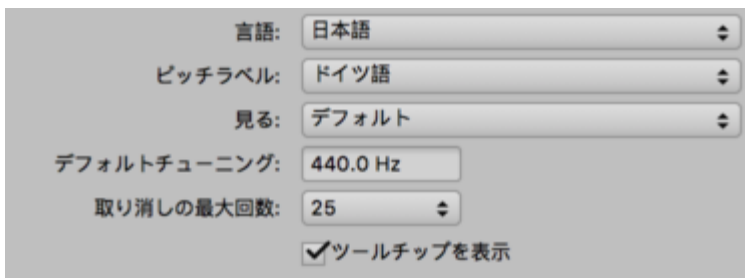 言語: 日本語
ピッチラベル: ドイツ語
見る: デフォルト
デフォルトチューニング: 440.0 Hz
取り消しの最大回数: 25
ツールチップを表示